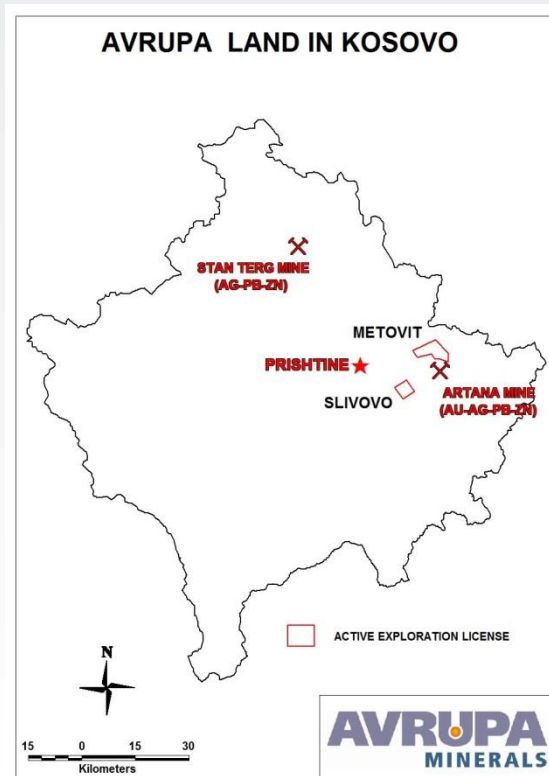 AVRUPA LAND IN KOSOVO
STAN TERG MINE
(AG-PB-ZN)
METOVIT
PRISHTINE
SLIVOVO
ARTANA MINE
(AU-AG-PB-ZN)
ACTIVE EXPLORATION LICENSE
N
15 0 15 30
Kilometers
AVRUPA
MINERALS